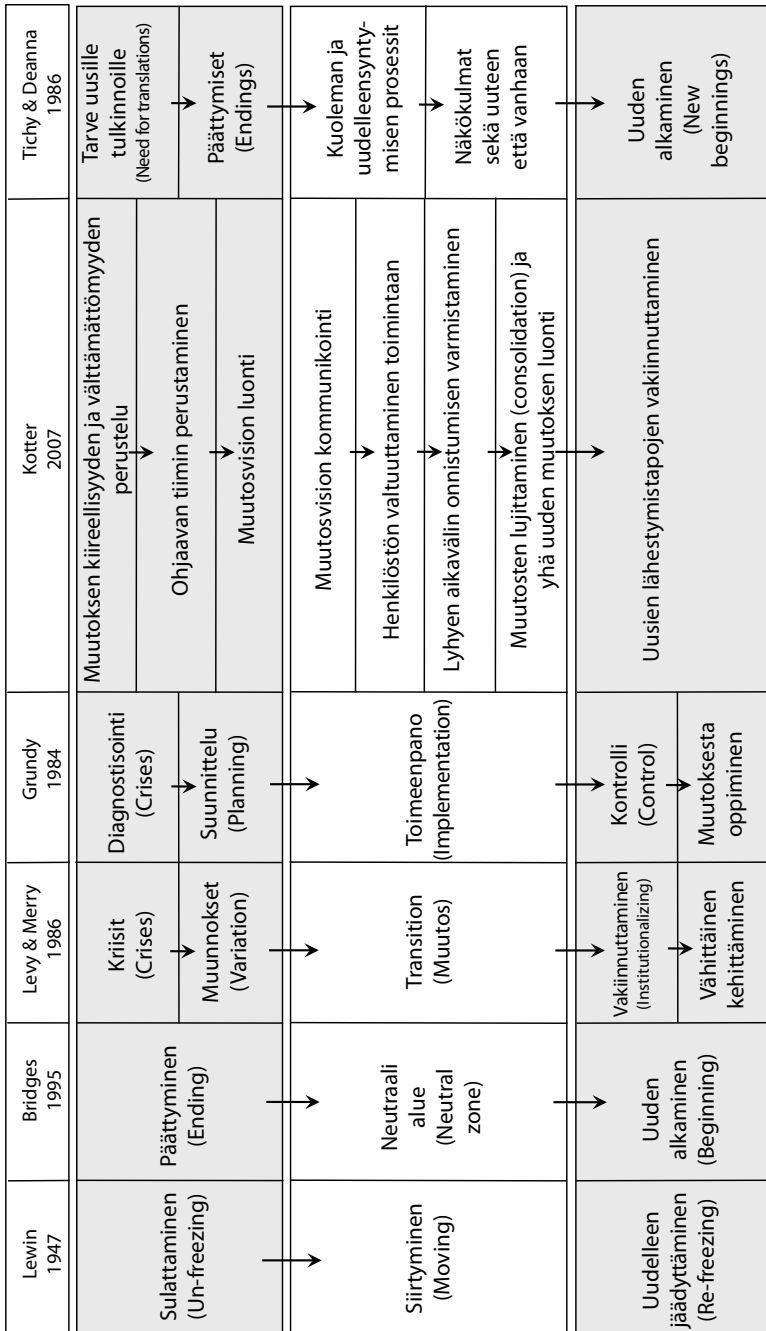 Lewin
1947
Sulattaminen
(Un-freezing)
Siirtyminen
(Moving)
Uudelleen
jäädyttäminen
(Re-freezing)
Bridges
1995
Päättyminen
(Ending)
Neutraali
alue
(Neutral
zone)
Uuden
alkaminen
(Beginning)
Levy & Merry
1986
Kriisit
(Crises)
Muunnokset
(Variation)
Transition
(Muutos)
Vakiinnuttaminen
(Institutionalizing)
Vähittäinen
kehittäminen
Grundy
1984
Diagnostisointi
(Crises)
Suunnittelu
(Planning)
Toimeenpano
(Implementation)
Kontrolli
(Control)
Muutoksesta
oppiminen
Kotter
2007
Muutoksen kiireellisyyden ja välttämättömyyden
perustelu
Ohjaavan tiimin perustaminen
Muutosvision luonti
Muutosvision kommunikointi
Henkilöstön valtuuttaminen toimintaan
Lyhyen aikavälin onnistumisen varmistaminen
Muutosten lujittaminen (consolidation) ja
yhä uuden muutoksen luonti
Uusien lähestymistapojen vakiinnuttaminen
Tichy & Deanna
1986
Tarve uusille
tulkinnoille
(Need for translations)
Päättymiset
(Endings)
Kuoleman ja
uudelleensynty-
misen prosessit
Näkökulmat
sekä uuteen
että vanhaan
Uuden
alkaminen
(New
beginnings)